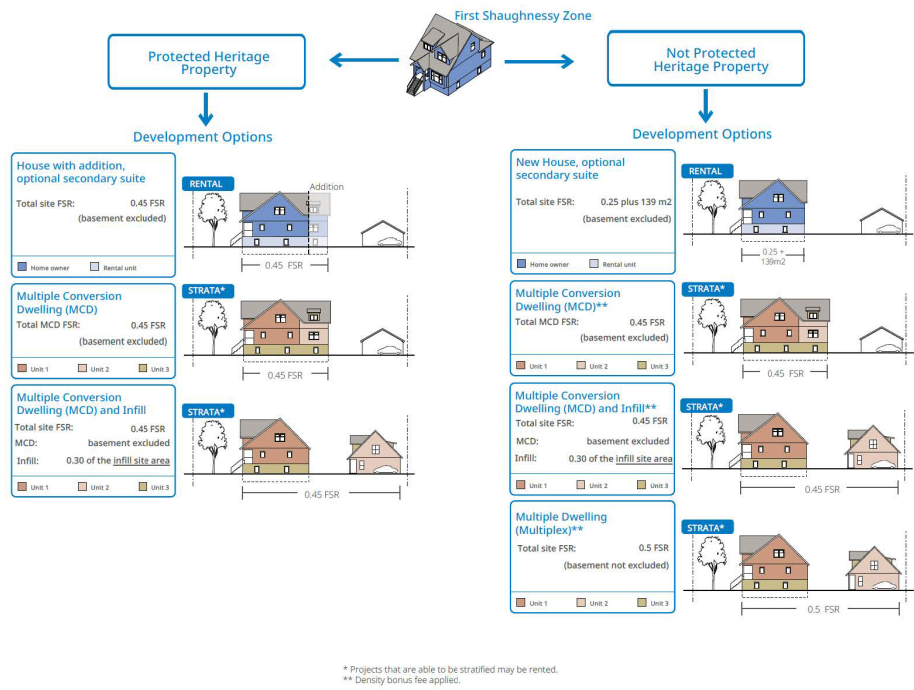 First Shaughnessy Zone
Protected Heritage
Property
Not Protected
Heritage Property
Development Options
House with addition,
optional secondary suite
Total site FSR: 0.45 FSR
(basement excluded)
Home owner Rental unit
RENTAL
Addition
0.45 FSR
Multiple Conversion
Dwelling (MCD)
Total MCD FSR: 0.45 FSR
(basement excluded)
Unit 1 Unit 2 Unit 3
STRATA*
0.45 FSR
Multiple Conversion
Dwelling (MCD) and Infill
Total site FSR: 0.45 FSR
MCD: basement excluded
Infill: 0.30 of the infill site area
Unit 1 Unit 2 Unit 3
STRATA*
0.45 FSR
Development Options
New House, optional
secondary suite
Total site FSR: 0.25 plus 139 m2
(basement excluded)
Home owner Rental unit
RENTAL
0.25 +
139m2
Multiple Conversion
Dwelling (MCD)**
Total MCD FSR: 0.45 FSR
(basement excluded)
Unit 1 Unit 2 Unit 3
STRATA*
0.45 FSR
Multiple Conversion
Dwelling (MCD) and Infill**
Total site FSR: 0.45 FSR
MCD: basement excluded
Infill: 0.30 of the infill site area
Unit 1 Unit 2 Unit 3
STRATA*
0.45 FSR
Multiple Dwelling
(Multiplex)**
Total site FSR: 0.5 FSR
(basement not excluded)
Unit 1 Unit 2 Unit 3
STRATA*
0.5 FSR
* Projects that are able to be stratified may be rented.
** Density bonus fee applied.